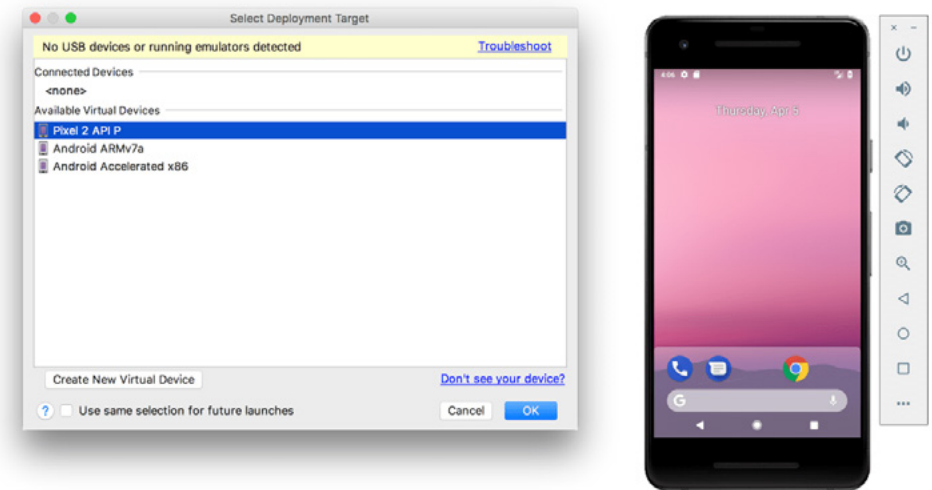 Select Deployment Target
No USB devices or running emulators detected
Troubleshoot
Connected Devices
<none>
Available Virtual Devices
Pixel 2 API P
Android ARMv7a
Android Accelerated x86
Create New Virtual Device
Don't see your device?
? Use same selection for future launches
Cancel
OK
4:06
Thursday, Apr 5
G